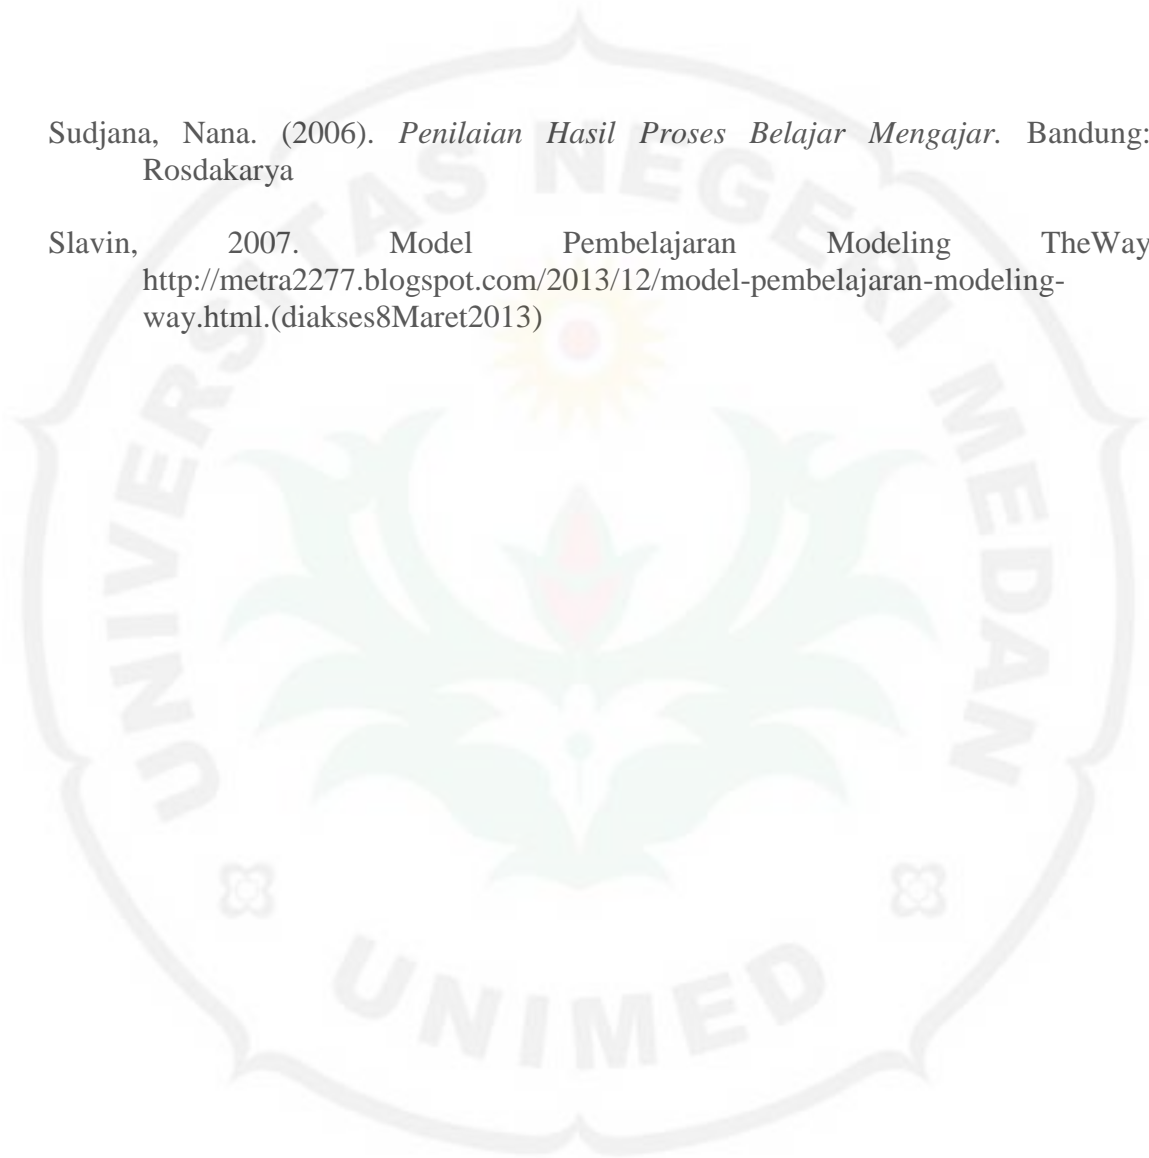 Sudjana, Nana. (2006). Penilaian Hasil Proses Belajar Mengajar. Bandung:
Rosdakarya
Slavin, 2007. Model Pembelajaran Modeling TheWay
http://metra2277.blogspot.com/2013/12/model-pembelajaran-modeling-
way.html.(diakses8Maret2013)
UNIVERSITAS NEGERI MEDAN
UNIMED